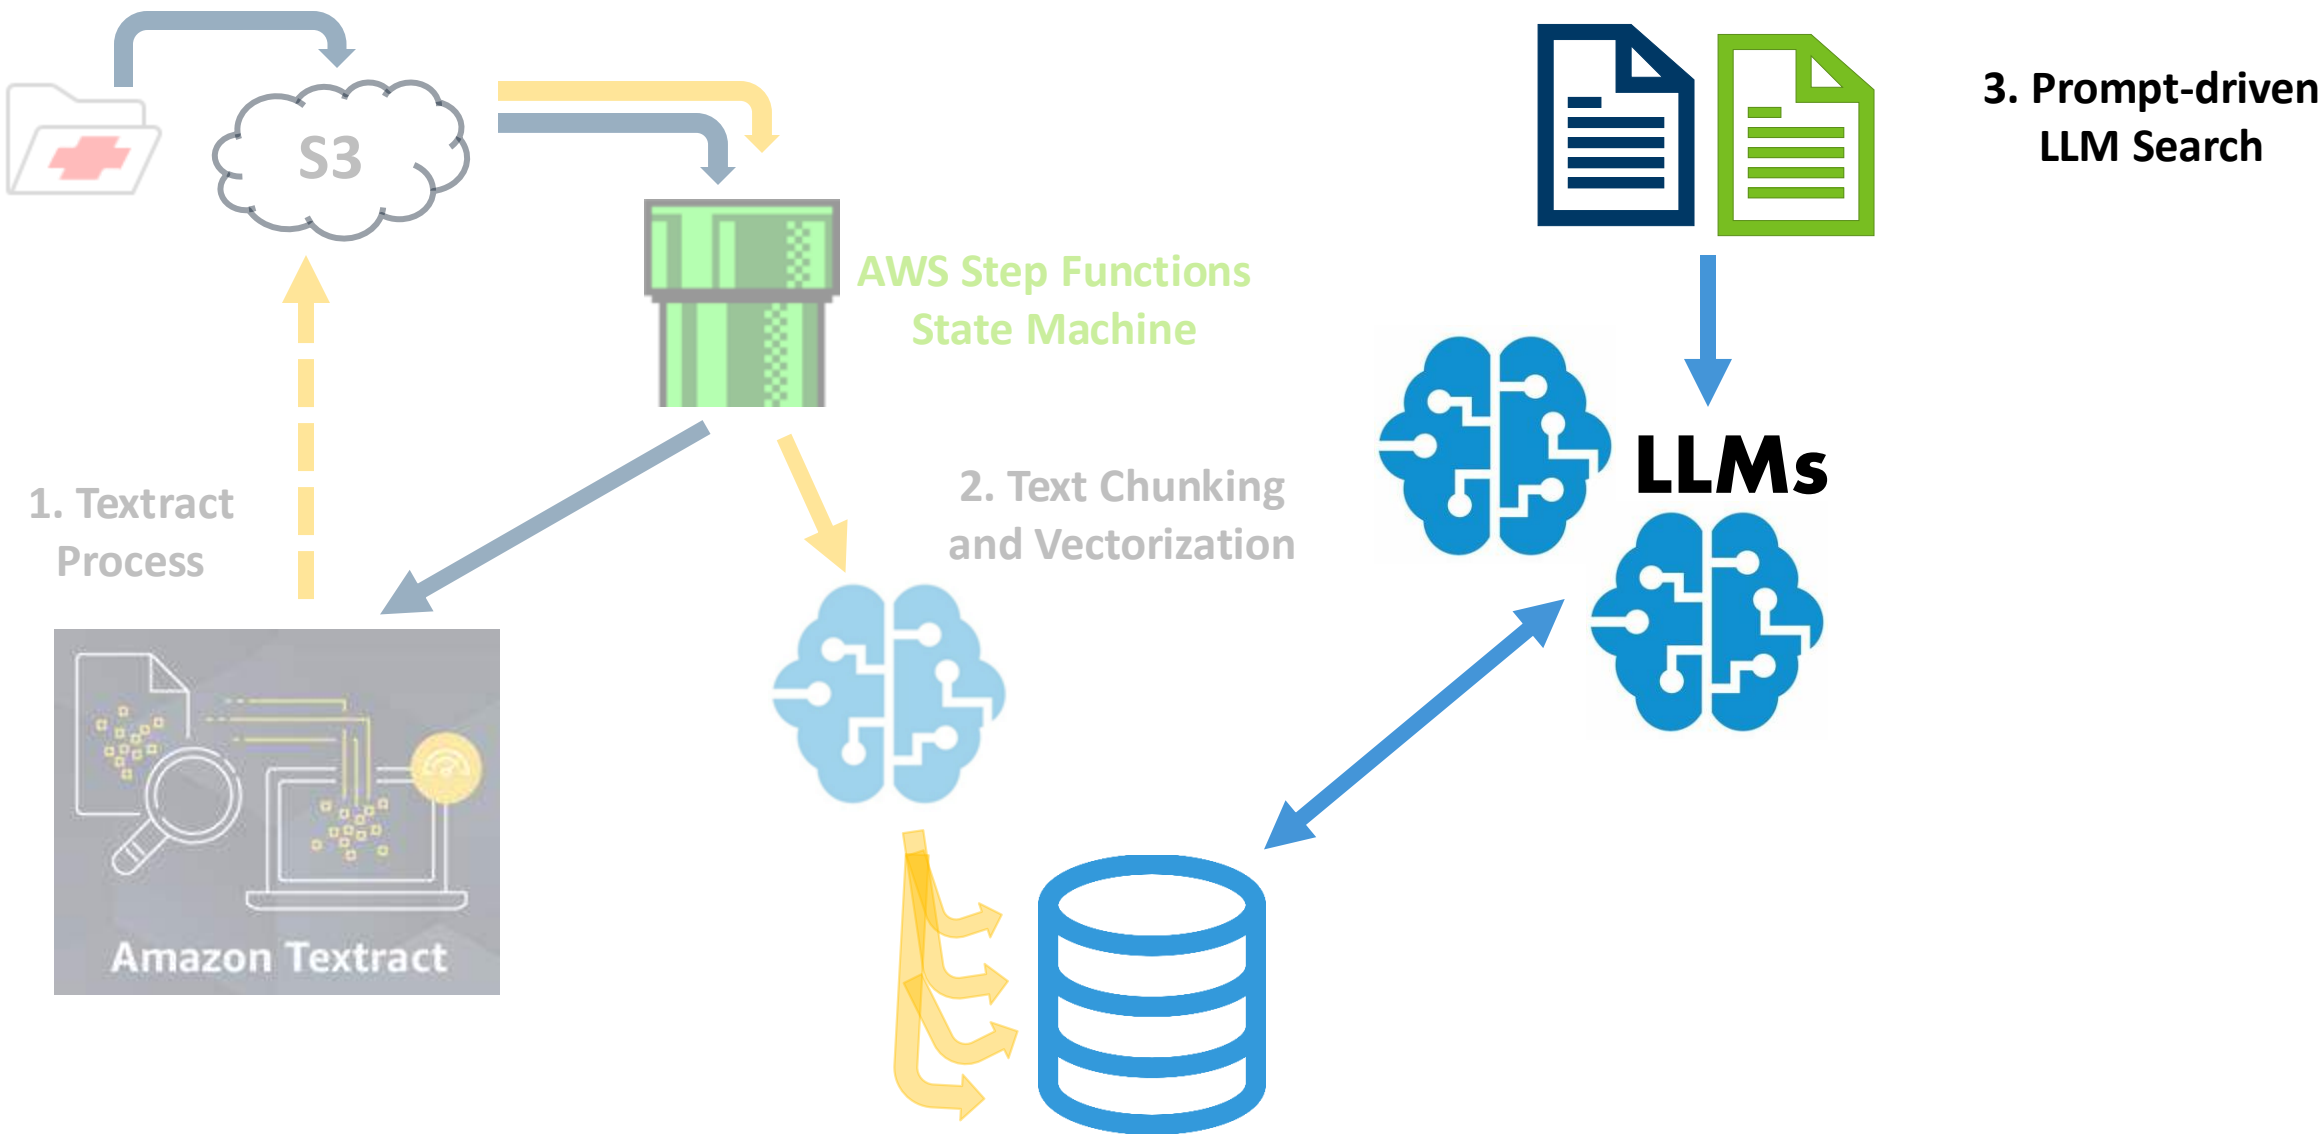 S3
AWS Step Functions
State Machine
1. Textract
Process
Amazon Textract
2. Text Chunking
and Vectorization
3. Prompt-driven
LLM Search
LLMs